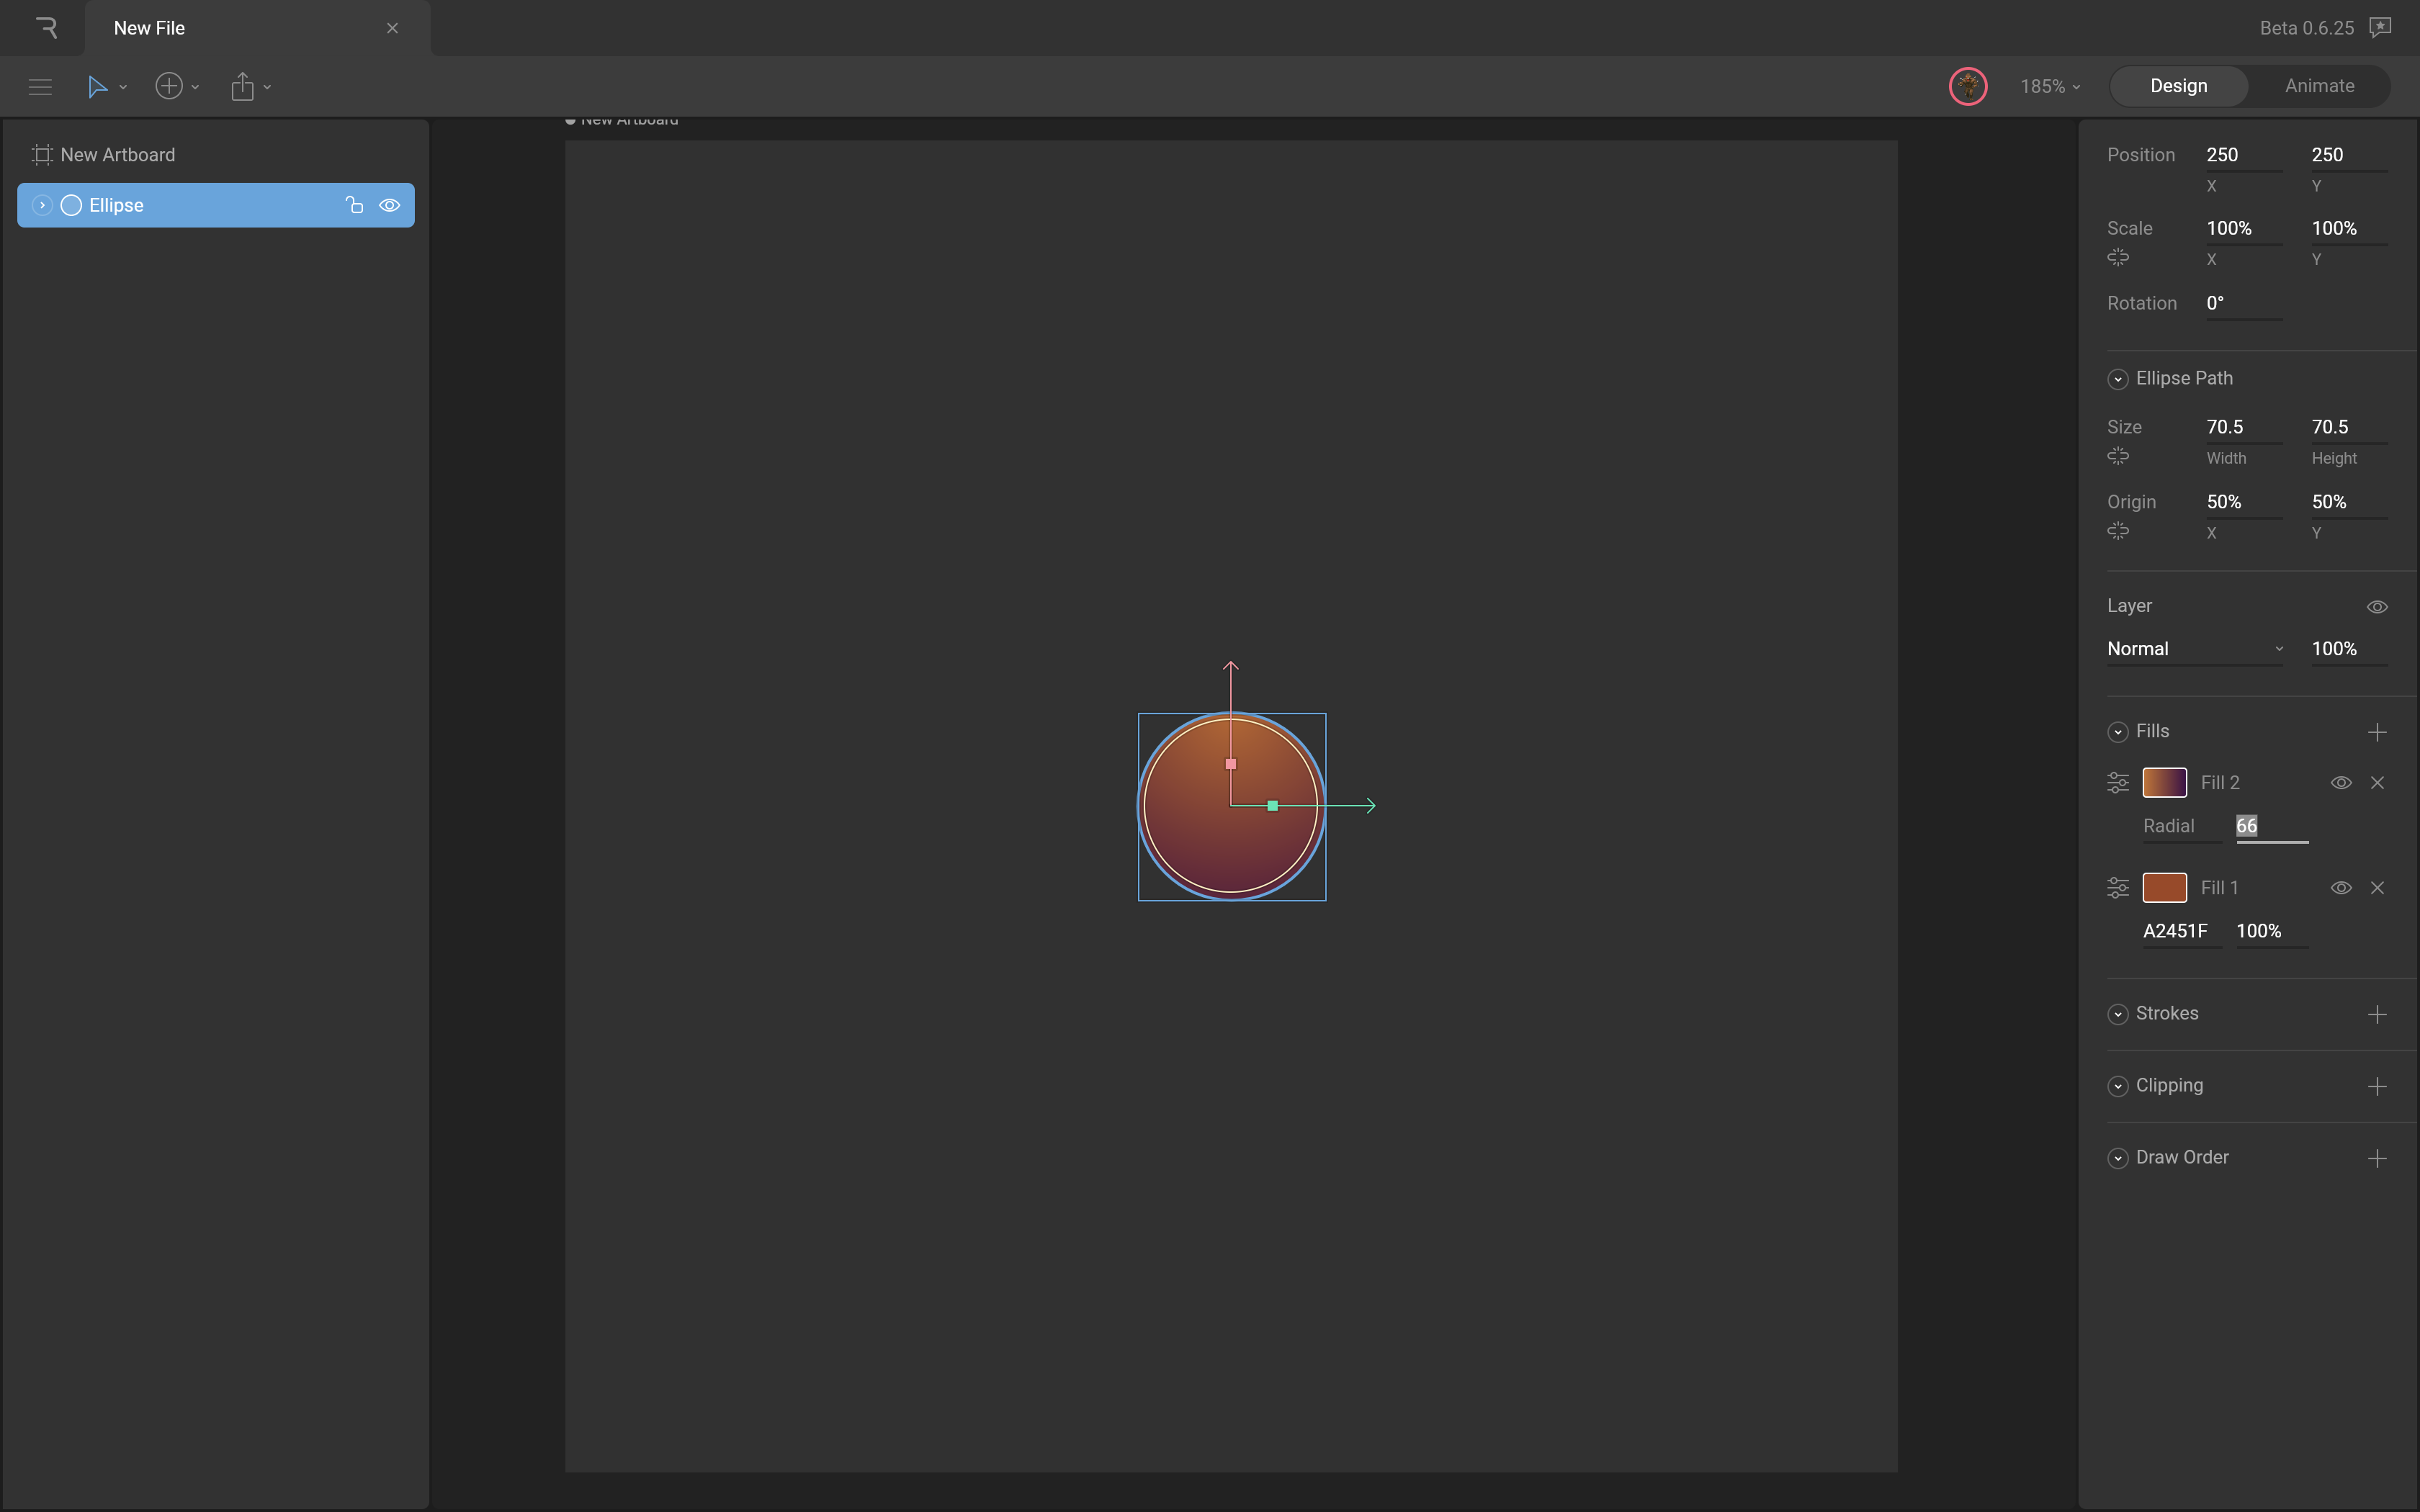 New File
Beta 0.6.25
185%
Design
Animate
New Artboard
New Artboard
Ellipse
Position
250
250
X
Y
Scale
100%
100%
X
Y
Rotation
0°
Ellipse Path
Size
70.5
70.5
Width
Height
Origin
50%
50%
X
Y
Layer
Normal
100%
Fills
Fill 2
Radial
66
Fill 1
A2451F
100%
Strokes
Clipping
Draw Order